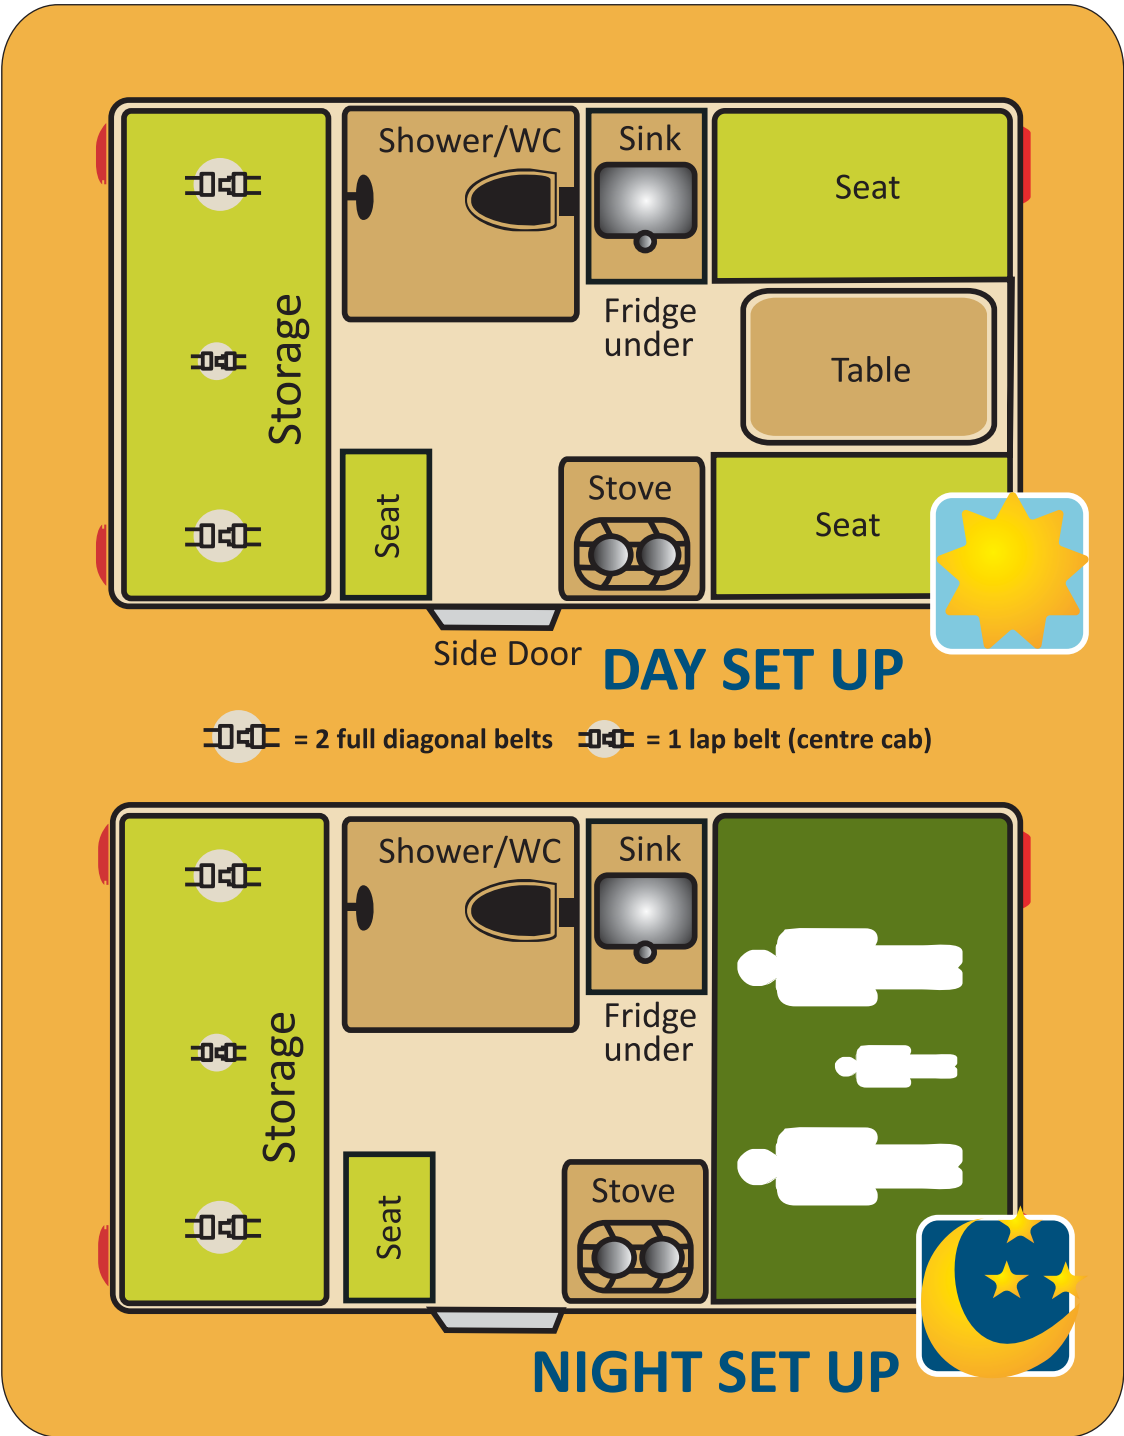 Shower/WC
Sink
Seat
Storage
Fridge
under
Table
Seat
Stove
Seat
Side Door
DAY SET UP
= 2 full diagonal belts = 1 lap belt (centre cab)
Shower/WC
Sink
Storage
Fridge
under
Seat
Stove
NIGHT SET UP